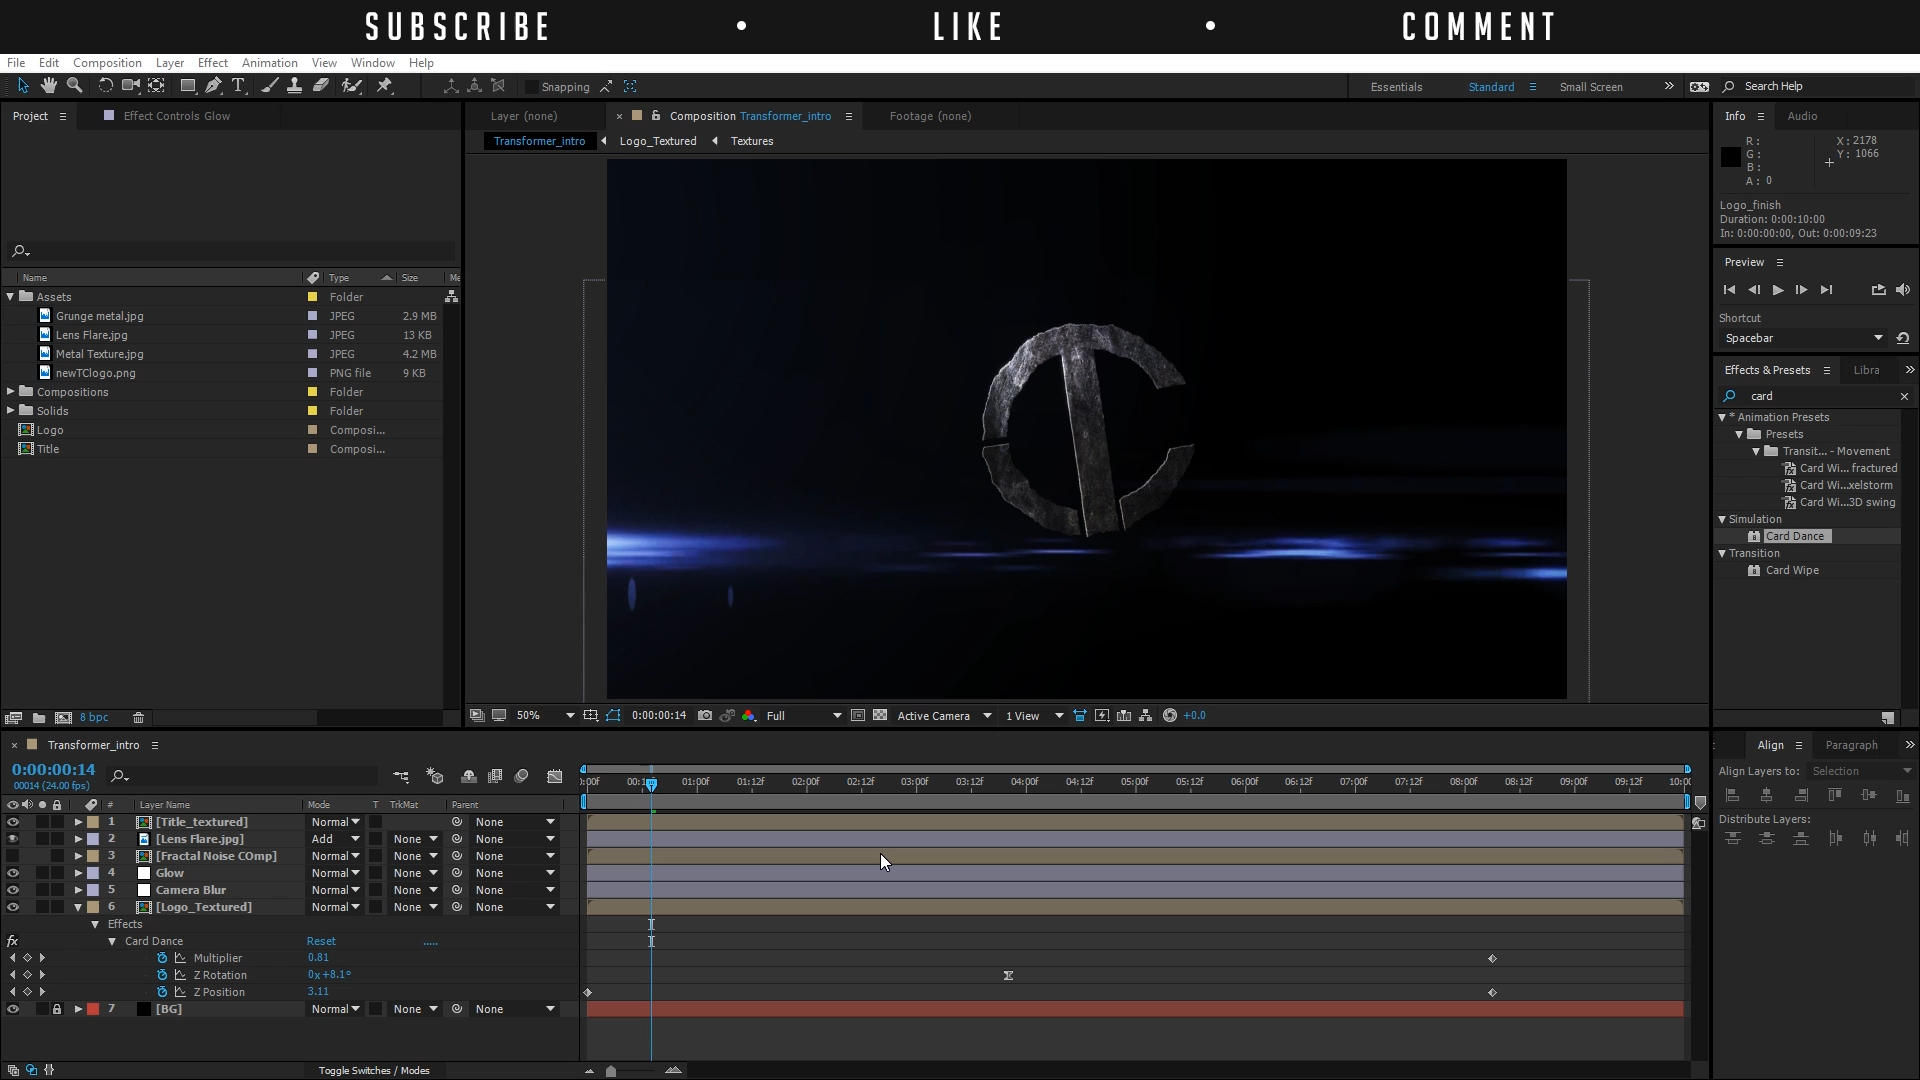 SUBSCRIBE • LIKE • COMMENT
File Edit Composition Layer Effect Animation View Window Help
Snapping Essentials Standard Small Screen Search Help
Project Effect Controls Glow Layer (none) Composition Transformer_intro Footage (none) Info Audio
Transformer_intro Logo_Textured Textures
R: X: 2178
G: Y: 1066
B:
A: 0
Logo_finish
Duration: 0:00:10:00
In: 0:00:00:00, Out: 0:00:09:23
Preview
Shortcut
Spacebar
Name Type Size Me
Assets Folder
Grunge metal.jpg JPEG 2.9 MB
Lens Flare.jpg JPEG 13 KB
Metal Texture.jpg JPEG 4.2 MB
newTClogo.png PNG file 9 KB
Compositions Folder
Solids Folder
Logo Composi...
Title Composi...
8 bpc
Effects & Presets Libra
card
* Animation Presets
Presets
Transit... - Movement
Card Wi... fractured
Card Wi...xelstorm
Card Wi...3D swing
Simulation
Card Dance
Transition
Card Wipe
50% 0:00:00:14 Full Active Camera 1 View +0.0
Transformer_intro
0:00:00:14
00014 (24.00 fps)
):00f 00:1 01:00f 01:12f 02:00f 02:12f 03:00f 03:12f 04:00f 04:12f 05:00f 05:12f 06:00f 06:12f 07:00f 07:12f 08:00f 08:12f 09:00f 09:12f 10:00
# Layer Name Mode T TrkMat Parent
1 [Title_textured] Normal None
2 [Lens Flare.jpg] Add None None
3 [Fractal Noise COmp] Normal None None
4 Glow Normal None None
5 Camera Blur Normal None None
6 [Logo_Textured] Normal None None
Effects
fx Card Dance Reset .....
Multiplier 0.81
Z Rotation 0x+8.1°
Z Position 3.11
7 [BG] Normal None None
Toggle Switches / Modes
Align Paragraph
Align Layers to: Selection
Distribute Layers: